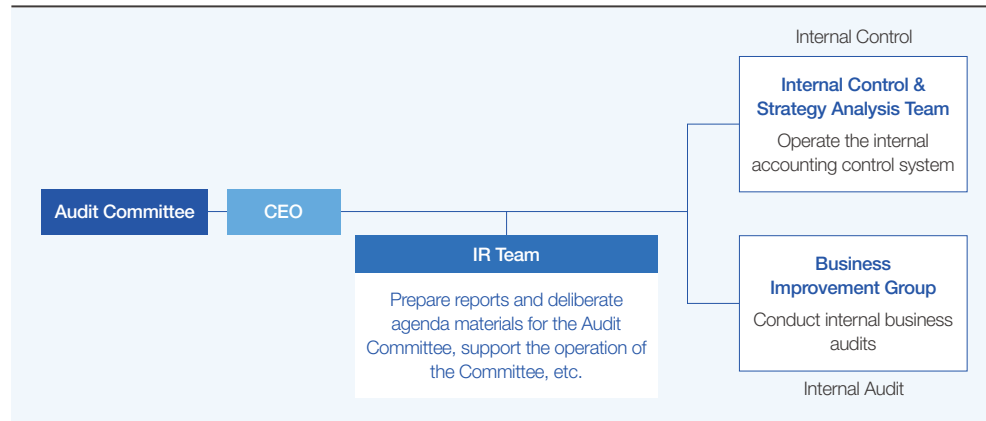 Internal Control
Internal Control &
Strategy Analysis Team
Operate the internal
accounting control system
Audit Committee
CEO
IR Team
Prepare reports and deliberate
agenda materials for the Audit
Committee, support the operation of
the Committee, etc.
Business
Improvement Group
Conduct internal business
audits
Internal Audit